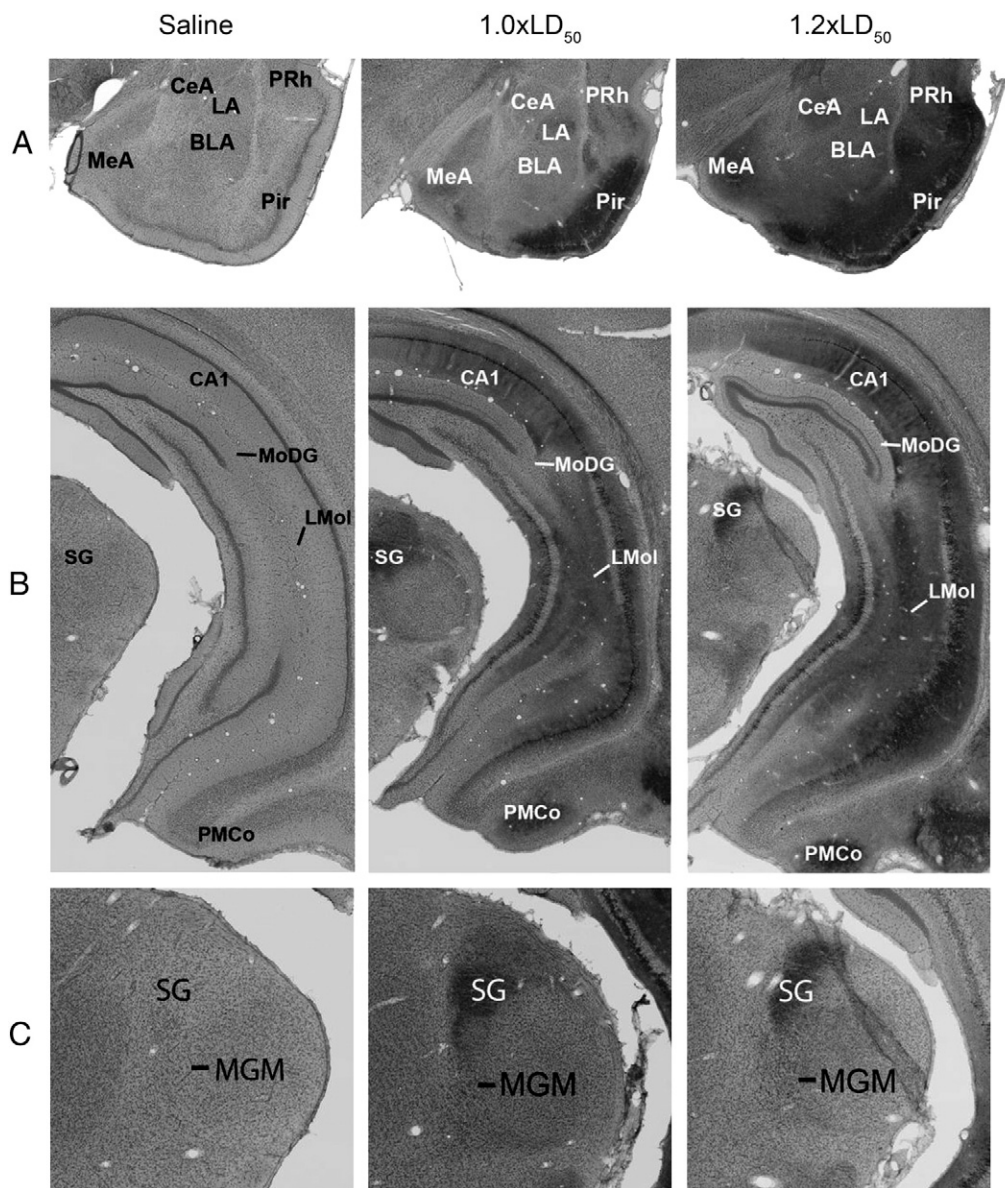 Saline 1.0xLD50 1.2xLD50
A
CeA PRh
LA
BLA
MeA
Pir
CeA PRh
LA
BLA
MeA
Pir
CeA PRh
LA
BLA
MeA
Pir
B
CA1
MoDG
LMol
SG
PMCo
CA1
MoDG
SG
LMol
PMCo
CA1
MoDG
SG
LMol
PMCo
C
SG
MGM
SG
MGM
SG
MGM